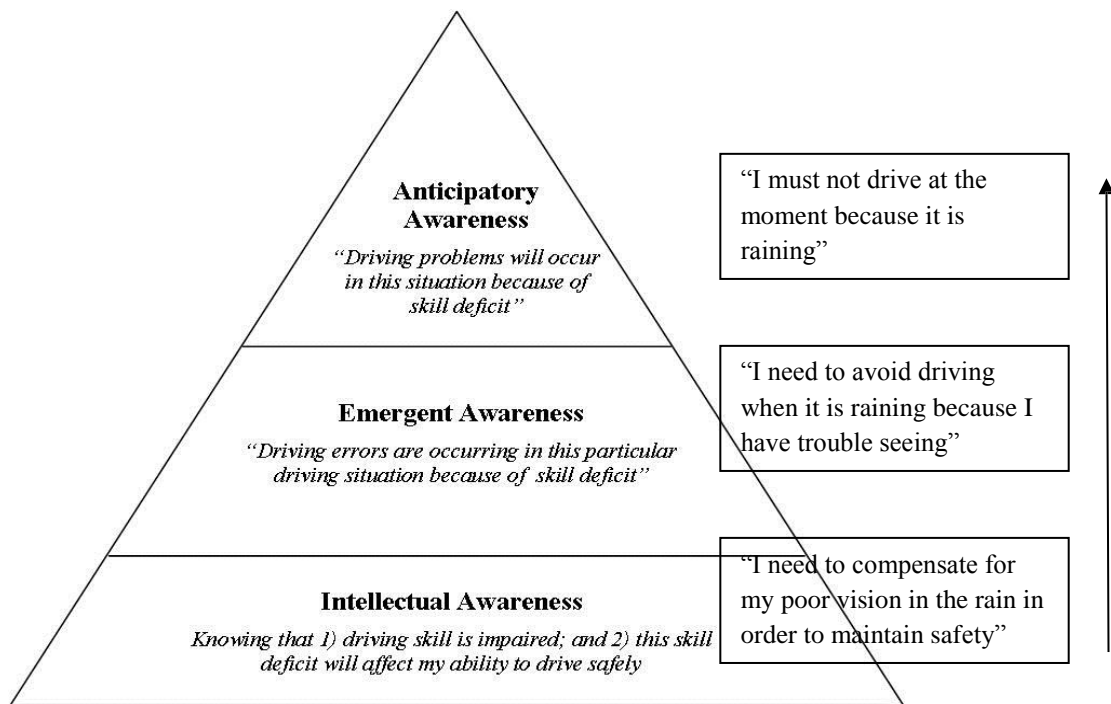 Anticipatory
Awareness
“Driving problems will occur
in this situation because of
skill deficit”
“I must not drive at the
moment because it is
raining”
Emergent Awareness
“Driving errors are occurring in this particular
driving situation because of skill deficit”
“I need to avoid driving
when it is raining because I
have trouble seeing”
Intellectual Awareness
Knowing that 1) driving skill is impaired; and 2) this skill
deficit will affect my ability to drive safely
“I need to compensate for
my poor vision in the rain in
order to maintain safety”